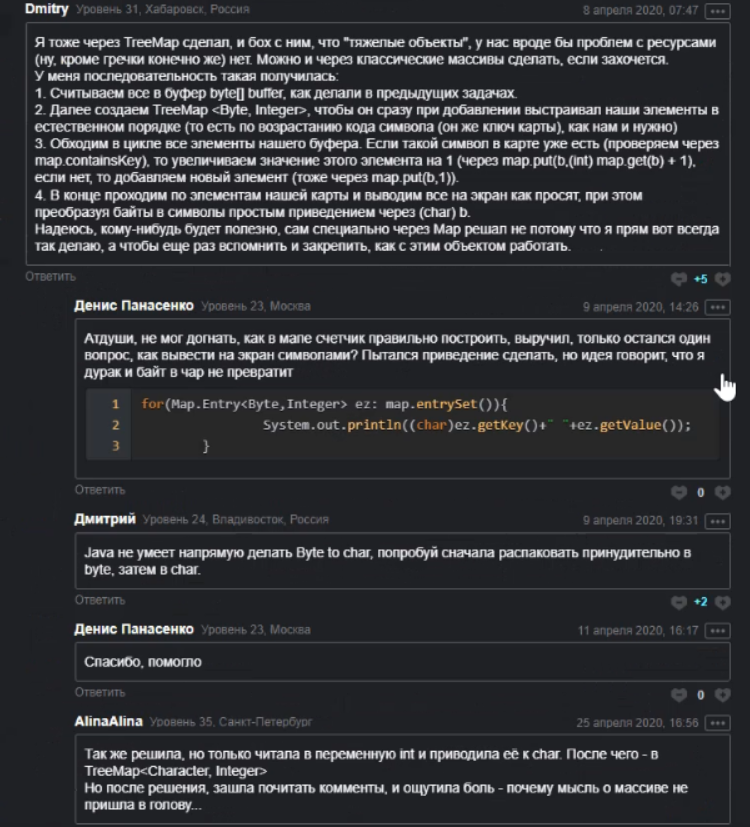 Dmitry Уровень 31, Хабаровск, Россия 8 апреля 2020, 07:47
Я тоже через TreeMap сделал, и бох с ним, что "тяжелые объекты", у нас вроде бы проблем с ресурсами
(ну, кроме гречки конечно же) нет. Можно и через классические массивы сделать, если захочется.
У меня последовательность такая получилась:
1. Считываем все в буфер byte[] buffer, как делали в предыдущих задачах.
2. Далее создаем TreeMap <Byte, Integer>, чтобы он сразу при добавлении выстраивал наши элементы в
естественном порядке (то есть по возрастанию кода символа (он же ключ карты), как нам и нужно)
3. Обходим в цикле все элементы нашего буфера. Если такой символ в карте уже есть (проверяем через
map.containsKey), то увеличиваем значение этого элемента на 1 (через map.put(b,(int) map.get(b) + 1),
если нет, то добавляем новый элемент (тоже через map.put(b,1)).
4. В конце проходим по элементам нашей карты и выводим все на экран как просят, при этом
преобразуя байты в символы простым приведением через (char) b.
Надеюсь, кому-нибудь будет полезно, сам специально через Map решал не потому что я прям вот всегда
так делаю, а чтобы еще раз вспомнить и закрепить, как с этим объектом работать.
Ответить +5
Денис Панасенко Уровень 23, Москва 9 апреля 2020, 14:26
Атдуши, не мог догнать, как в мапе счетчик правильно построить, выручил, только остался один
вопрос, как вывести на экран символами? Пытался приведение сделать, но идея говорит, что я
дурак и байт в чар не превратит
1 for(Map.Entry<Byte,Integer> ez: map.entrySet()){
2 System.out.println((char)ez.getKey()+" "+ez.getValue());
3 }
Ответить 0
Дмитрий Уровень 24, Владивосток, Россия 9 апреля 2020, 19:31
Java не умеет напрямую делать Byte to char, попробуй сначала распаковать принудительно в
byte, затем в char.
Ответить +2
Денис Панасенко Уровень 23, Москва 11 апреля 2020, 16:17
Спасибо, помогло
Ответить 0
AlinaAlina Уровень 35, Санкт-Петербург 25 апреля 2020, 16:56
Так же решила, но только читала в переменную int и приводила её к char. После чего - в
TreeMap<Character, Integer>
Но после решения, зашла почитать комменты, и ощутила боль - почему мысль о массиве не
пришла в голову...